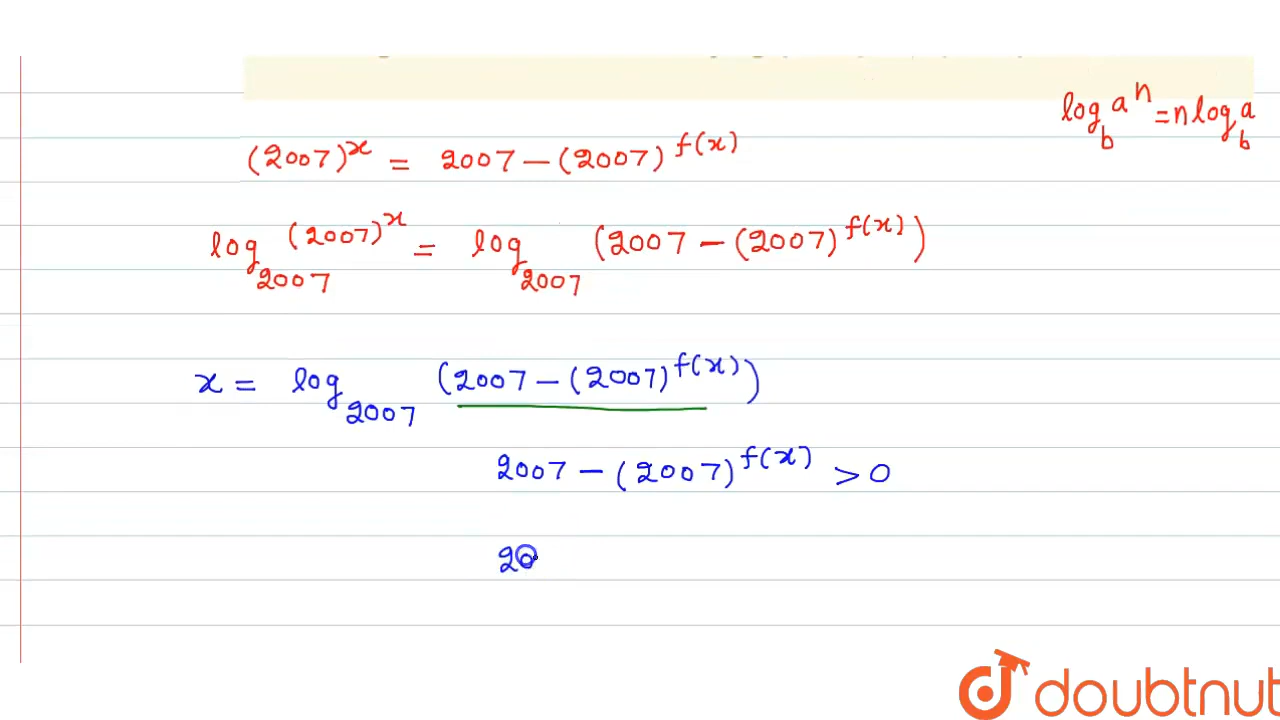 log_b a^n = n log_b a
(2007)^x = 2007 – (2007)^f(x)
log_2007 (2007)^x = log_2007 (2007 – (2007)^f(x))
x = log_2007 (2007 – (2007)^f(x))
2007 – (2007)^f(x) > 0
20
doubtnut